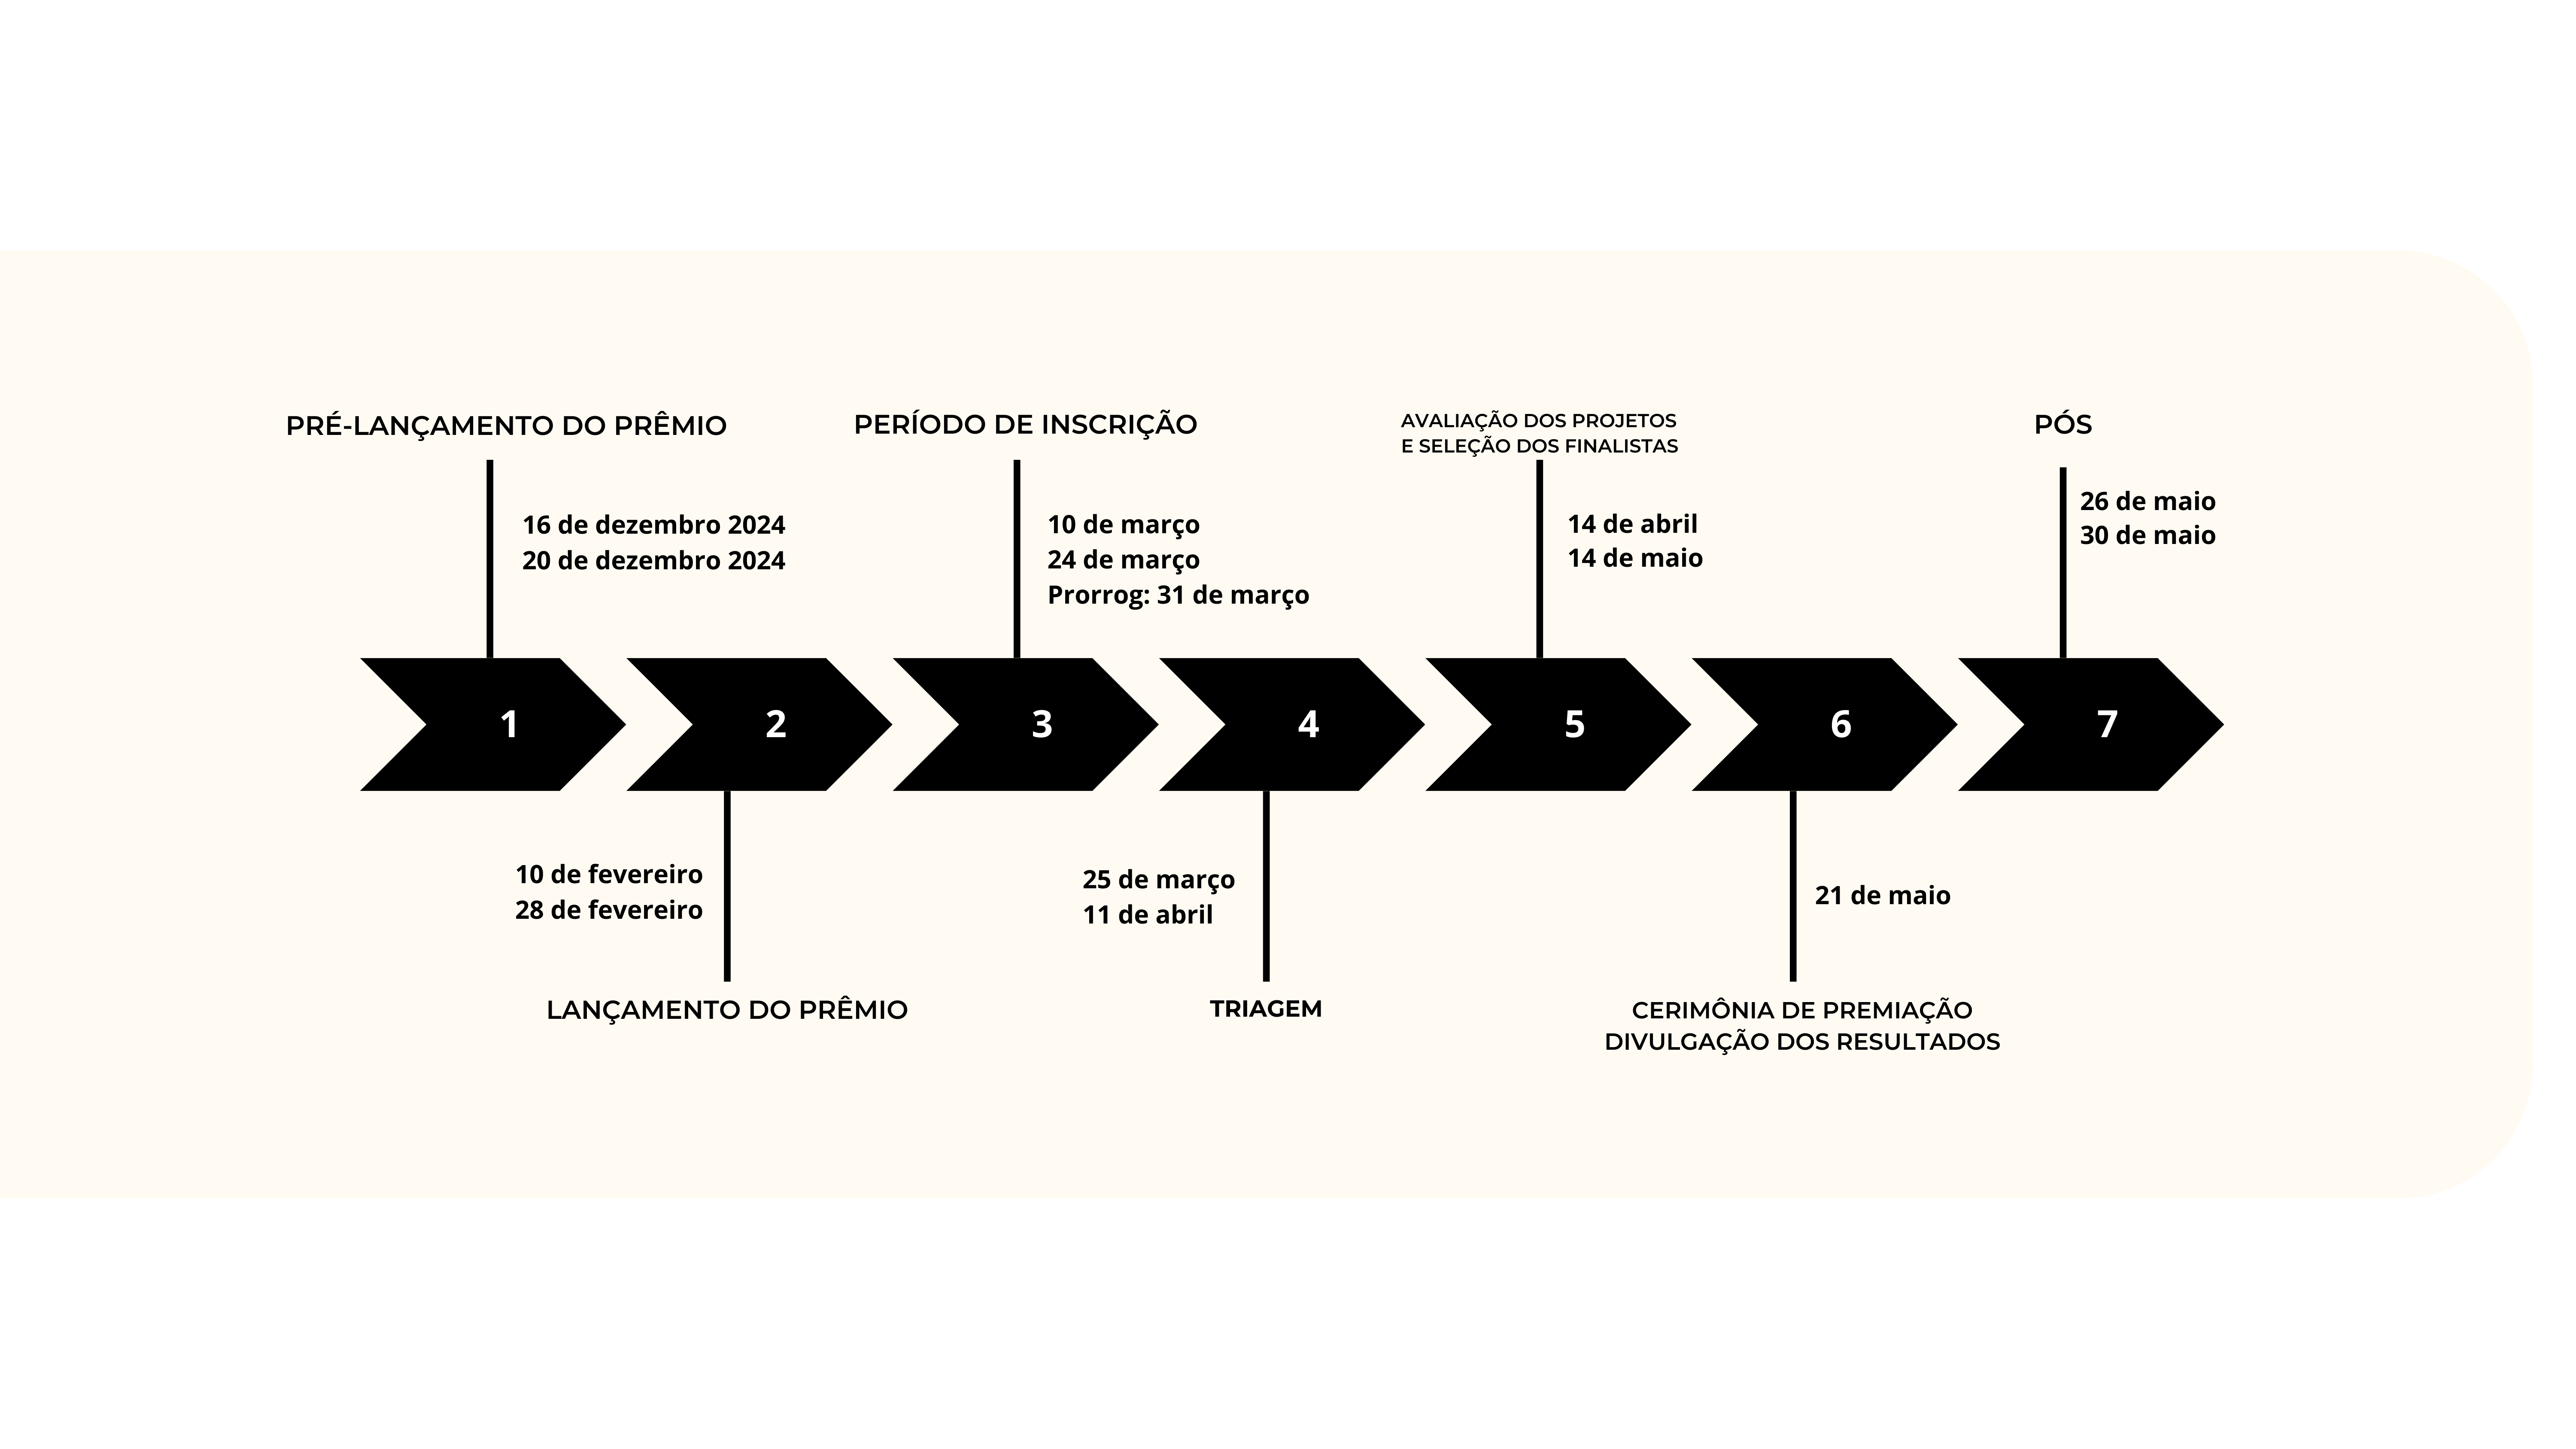 PRÉ-LANÇAMENTO DO PRÊMIO
16 de dezembro 2024
20 de dezembro 2024
PERÍODO DE INSCRIÇÃO
10 de março
24 de março
Prorrog: 31 de março
AVALIAÇÃO DOS PROJETOS
E SELEÇÃO DOS FINALISTAS
14 de abril
14 de maio
PÓS
26 de maio
30 de maio
1
2
3
4
5
6
7
10 de fevereiro
28 de fevereiro
LANÇAMENTO DO PRÊMIO
25 de março
11 de abril
TRIAGEM
21 de maio
CERIMÔNIA DE PREMIAÇÃO
DIVULGAÇÃO DOS RESULTADOS